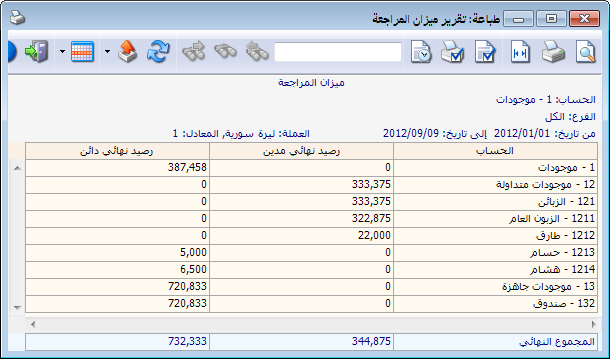 طباعة: تقرير ميزان المراجعة
ميزان المراجعة
الحساب: 1 - موجودات
الفرع: الكل
من تاريخ: 2012/01/01 إلى تاريخ: 2012/09/09 العملة: ليرة سورية, المعادل: 1
الحساب رصيد نهائي مدين رصيد نهائي دائن
1 - موجودات 0 387,458
12 - موجودات متداولة 333,375 0
121 - الزبائن 333,375 0
1211 - الزبون العام 322,875 0
1212 - طارق 22,000 0
1213 - حسام 0 5,000
1214 - هشام 0 6,500
13 - موجودات جاهزة 0 720,833
132 - صندوق 0 720,833
المجموع النهائي 344,875 732,333